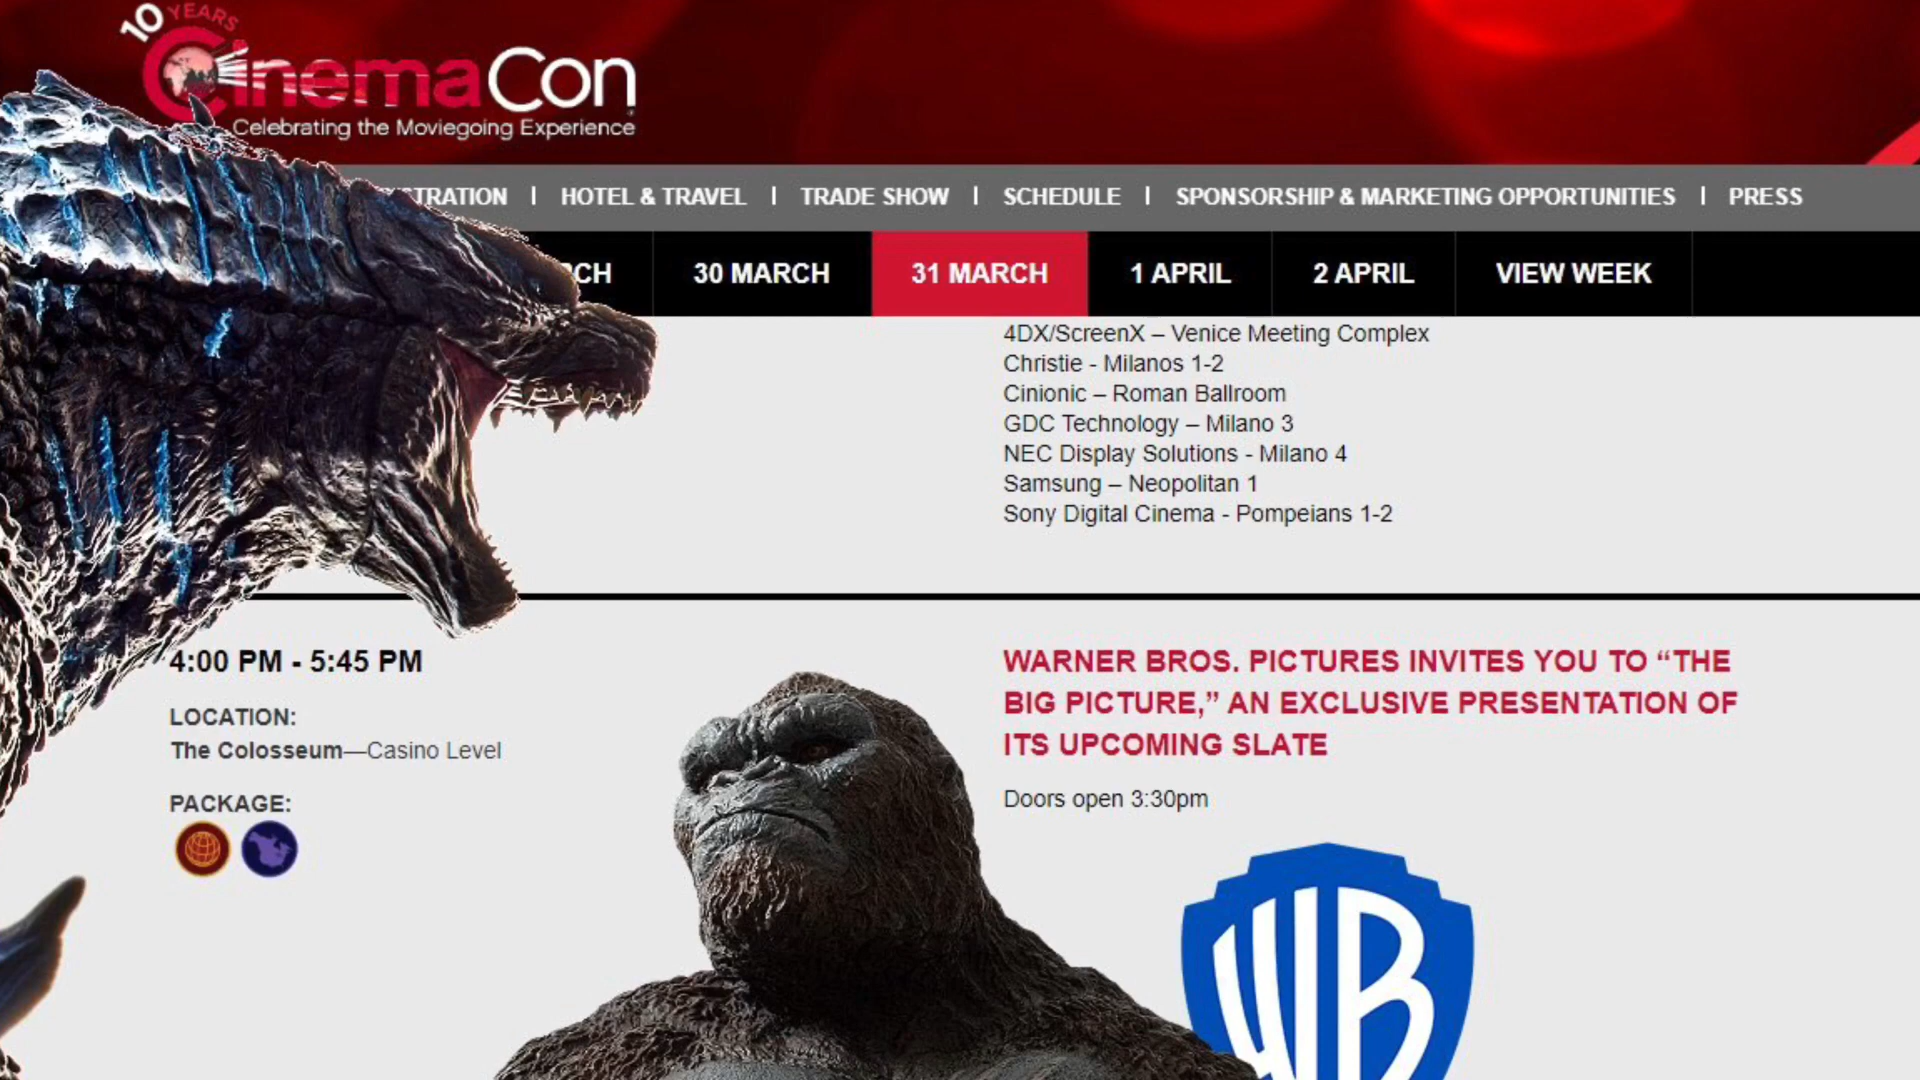 10 YEARS
CinemaCon
Celebrating the Moviegoing Experience
HOTEL & TRAVEL | TRADE SHOW | SCHEDULE | SPONSORSHIP & MARKETING OPPORTUNITIES | PRESS
30 MARCH 31 MARCH 1 APRIL 2 APRIL VIEW WEEK
4DX/ScreenX – Venice Meeting Complex
Christie - Milanos 1-2
Cinionic – Roman Ballroom
GDC Technology – Milano 3
NEC Display Solutions - Milano 4
Samsung – Neopolitan 1
Sony Digital Cinema - Pompeians 1-2
4:00 PM - 5:45 PM
LOCATION:
The Colosseum—Casino Level
PACKAGE:
WARNER BROS. PICTURES INVITES YOU TO “THE
BIG PICTURE,” AN EXCLUSIVE PRESENTATION OF
ITS UPCOMING SLATE
Doors open 3:30pm
WB